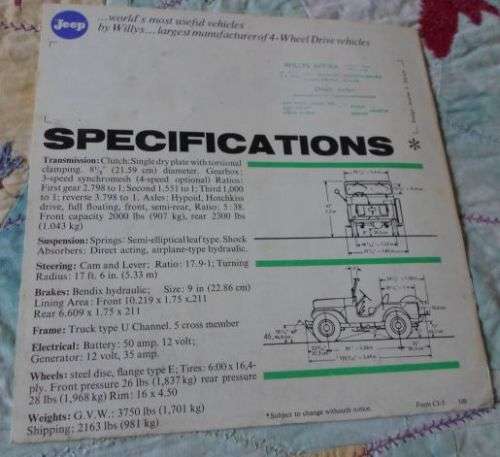 Jeep
...world's most useful vehicles
by Willys...largest manufacturer of 4-Wheel Drive vehicles
SPECIFICATIONS
Transmission: Clutch: Single dry plate with torsional
clamping. 8½" (21.59 cm) diameter. Gearbox:
3-speed synchromesh (4-speed optional) Ratios:
First gear 2.798 to 1; Second 1.551 to 1; Third 1.000
to 1; reverse 3.798 to 1. Axles: Hypoid, Hotchkiss
drive, full floating, front, semi-rear, Ratio: 5:38.
Front capacity 2000 lbs (907 kg), rear 2300 lbs
(1.043 kg)
Suspension: Springs: Semi-elliptical leaf type. Shock
Absorbers: Direct acting, airplane-type hydraulic.
Steering: Cam and Lever; Ratio: 17.9-1; Turning
Radius: 17 ft. 6 in. (5.33 m)
Brakes: Bendix hydraulic; Size: 9 in (22.86 cm)
Lining Area: Front 10.219 x 1.75 x.211
Rear 6.609 x 1.75 x 211
Frame: Truck type U Channel. 5 cross member
Electrical: Battery: 50 amp. 12 volt;
Generator: 12 volt, 35 amp.
Wheels: steel disc, flange type E; Tires: 6:00 x 16,4-
ply. Front pressure 26 lbs (1,837 kg) rear pressure
28 lbs (1,968 kg) Rim: 16 x 4.50
Weights: G.V.W.: 3750 lbs (1,701 kg)
Shipping: 2163 lbs (981 kg)
46°
*Subject to change without notice.